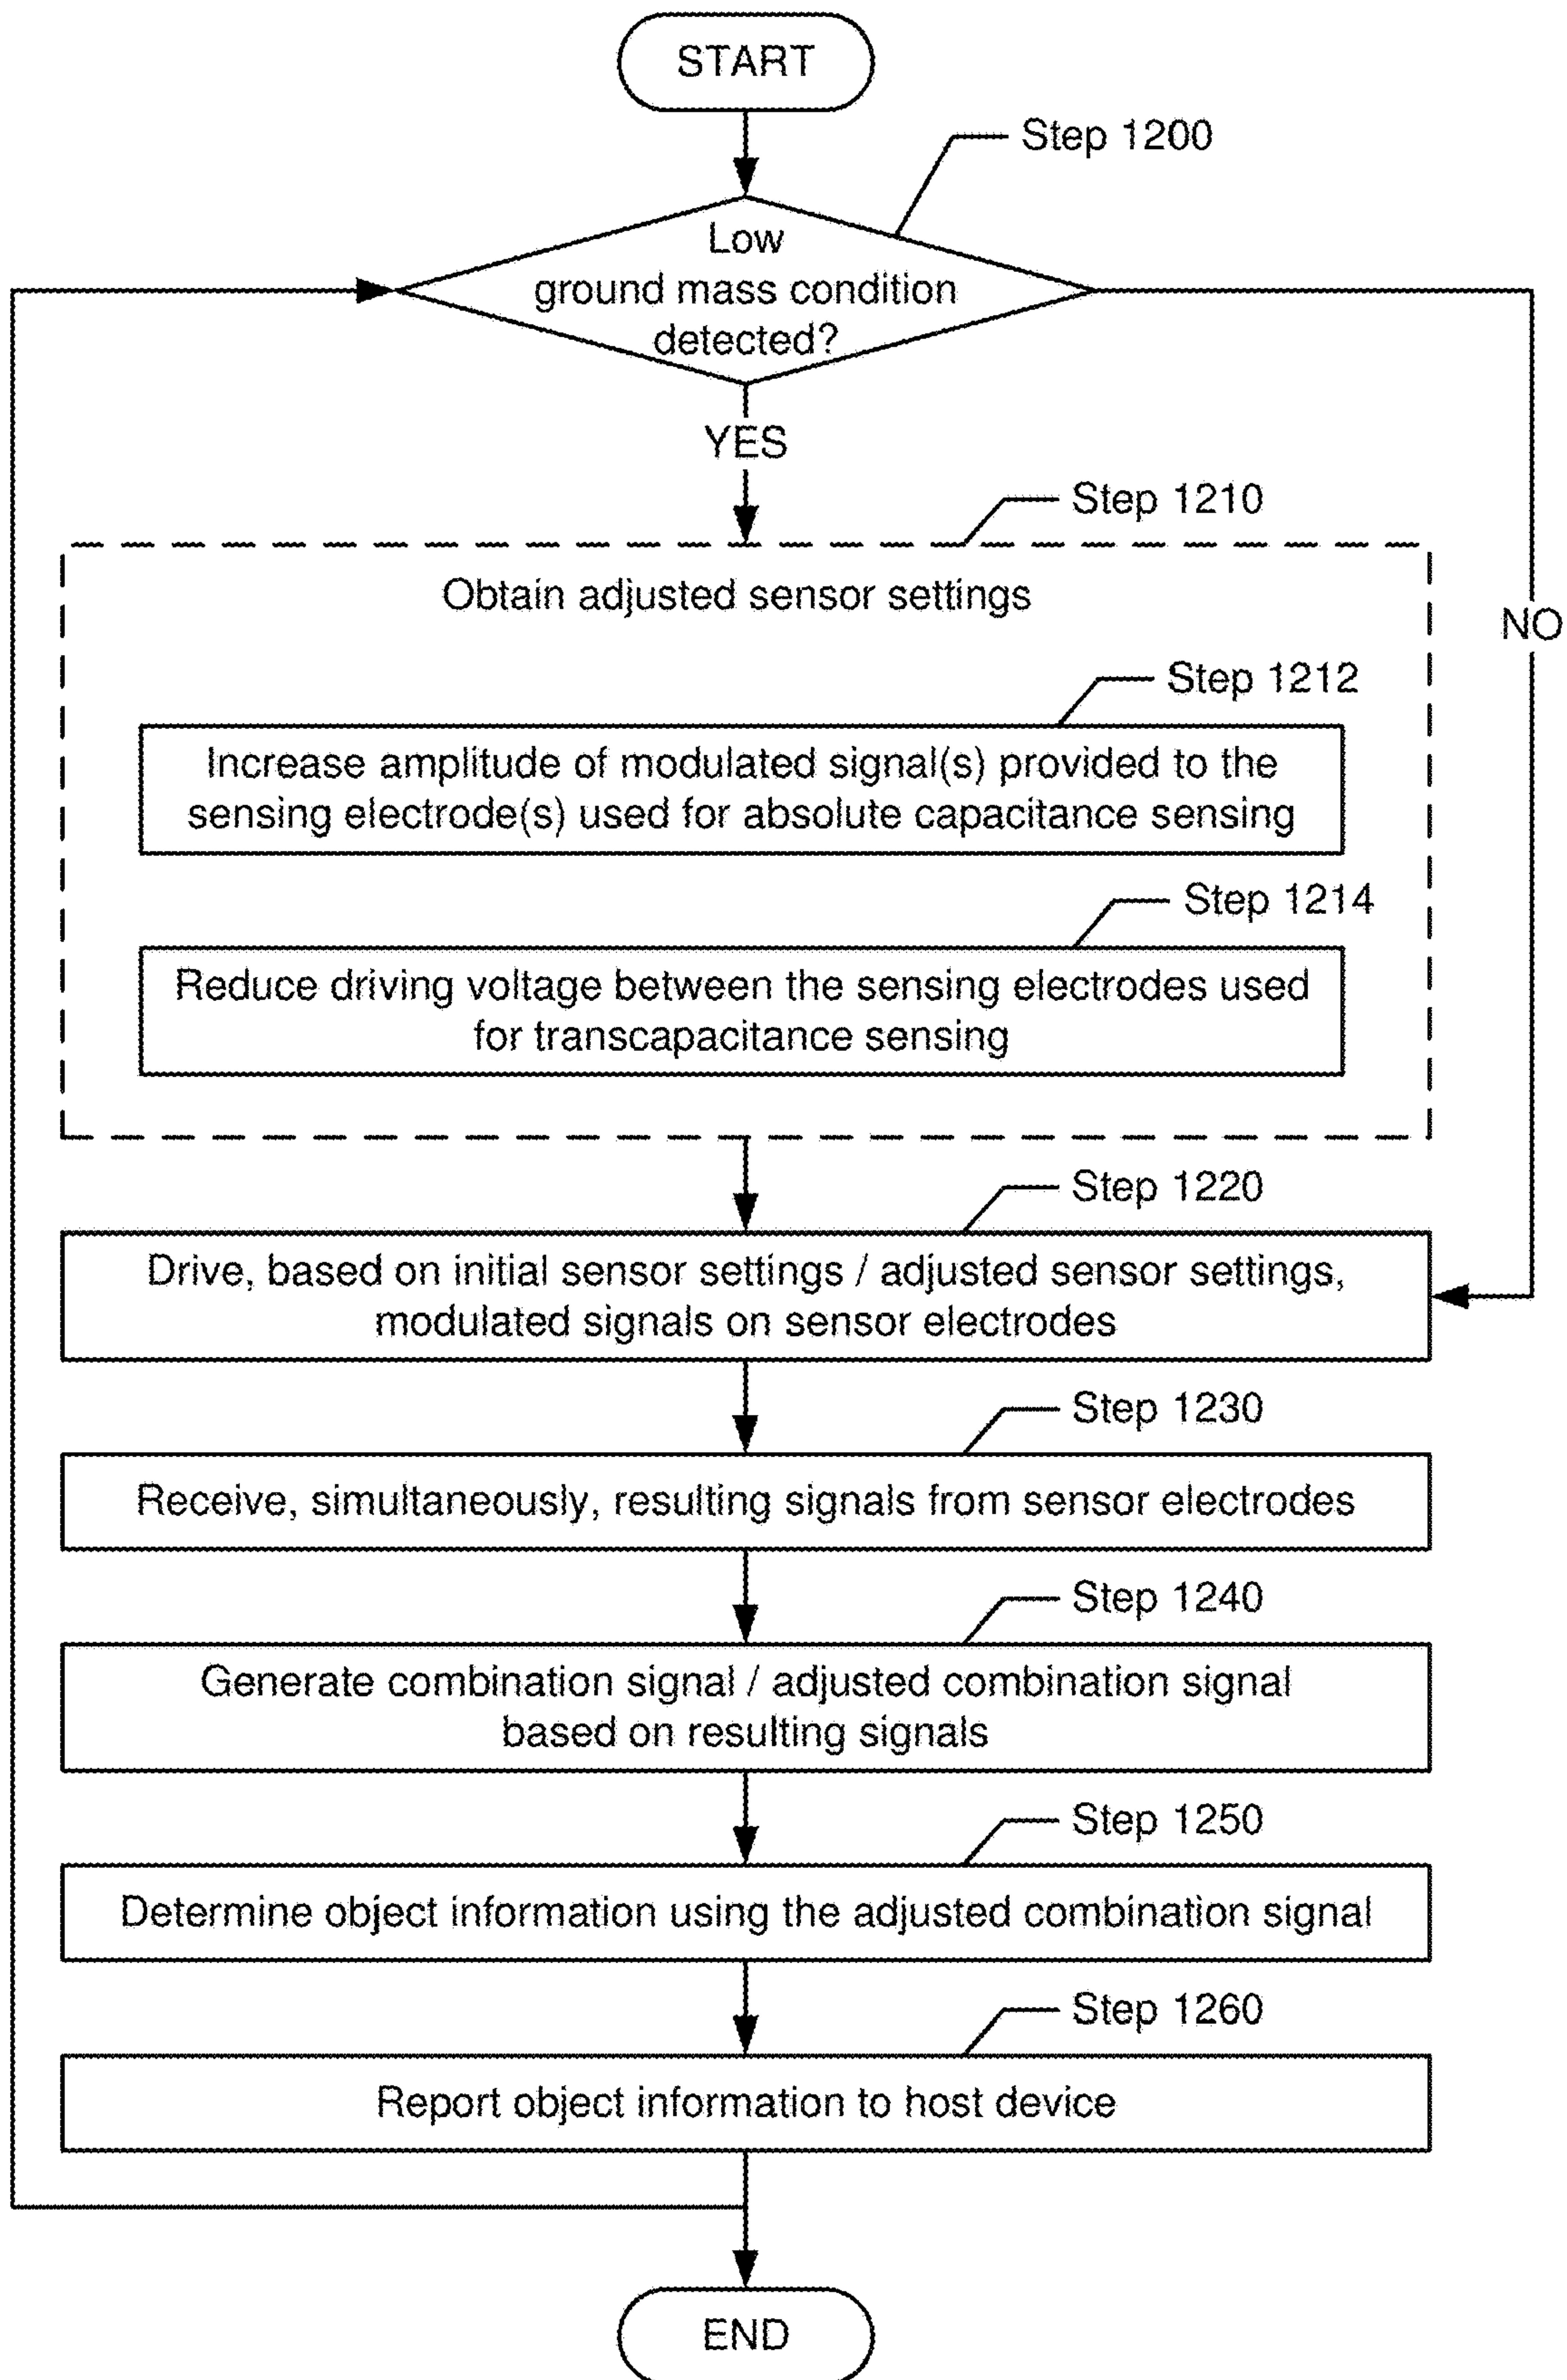 START
Step 1200
Low
ground mass condition
detected?
YES
Step 1210
Obtain adjusted sensor settings
NO
Step 1212
Increase amplitude of modulated signal(s) provided to the
sensing electrode(s) used for absolute capacitance sensing
Step 1214
Reduce driving voltage between the sensing electrodes used
for transcapacitance sensing
Step 1220
Drive, based on initial sensor settings / adjusted sensor settings,
modulated signals on sensor electrodes
Step 1230
Receive, simultaneously, resulting signals from sensor electrodes
Step 1240
Generate combination signal / adjusted combination signal
based on resulting signals
Step 1250
Determine object information using the adjusted combination signal
Step 1260
Report object information to host device
END